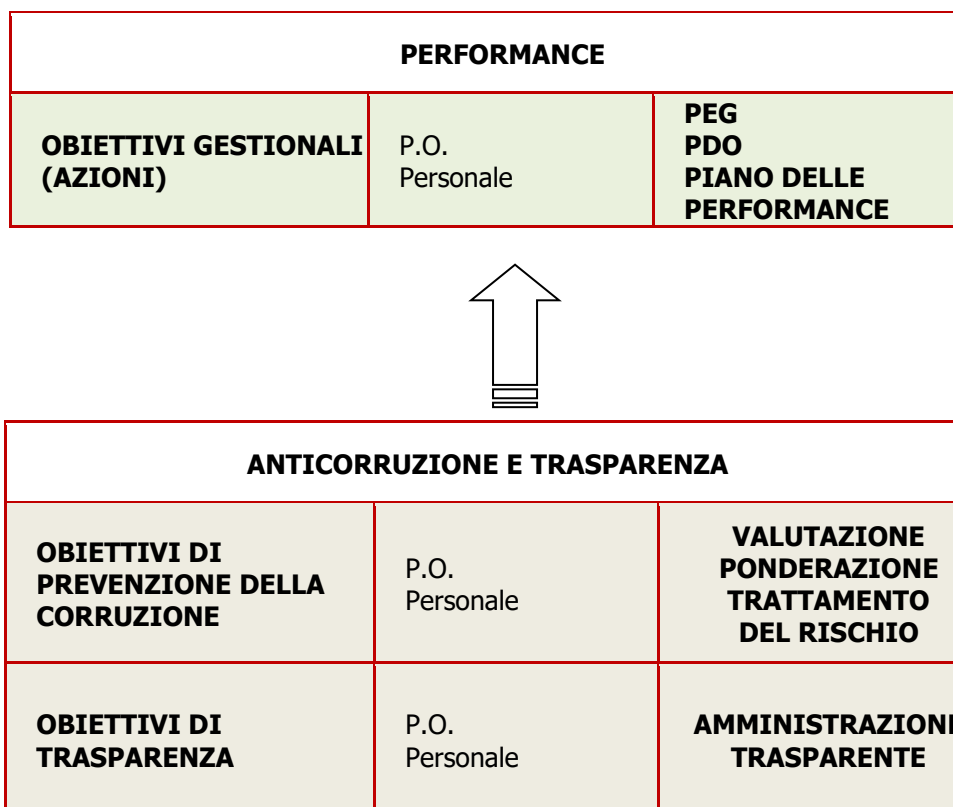 PERFORMANCE
OBIETTIVI GESTIONALI
(AZIONI)
P.O.
Personale
PEG
PDO
PIANO DELLE
PERFORMANCE
ANTICORRUZIONE E TRASPARENZA
OBIETTIVI DI
PREVENZIONE DELLA
CORRUZIONE
P.O.
Personale
VALUTAZIONE
PONDERAZIONE
TRATTAMENTO
DEL RISCHIO
OBIETTIVI DI
TRASPARENZA
P.O.
Personale
AMMINISTRAZIONE
TRASPARENTE